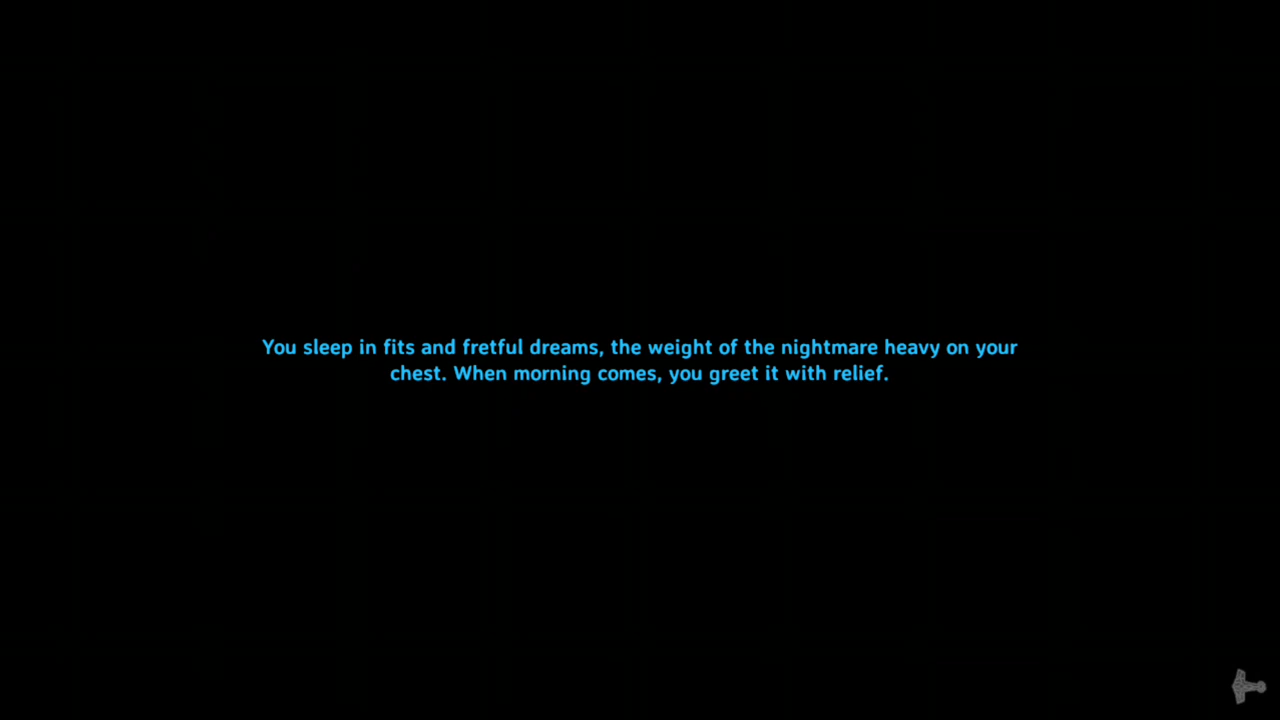 You sleep in fits and fretful dreams, the weight of the nightmare heavy on your
chest. When morning comes, you greet it with relief.